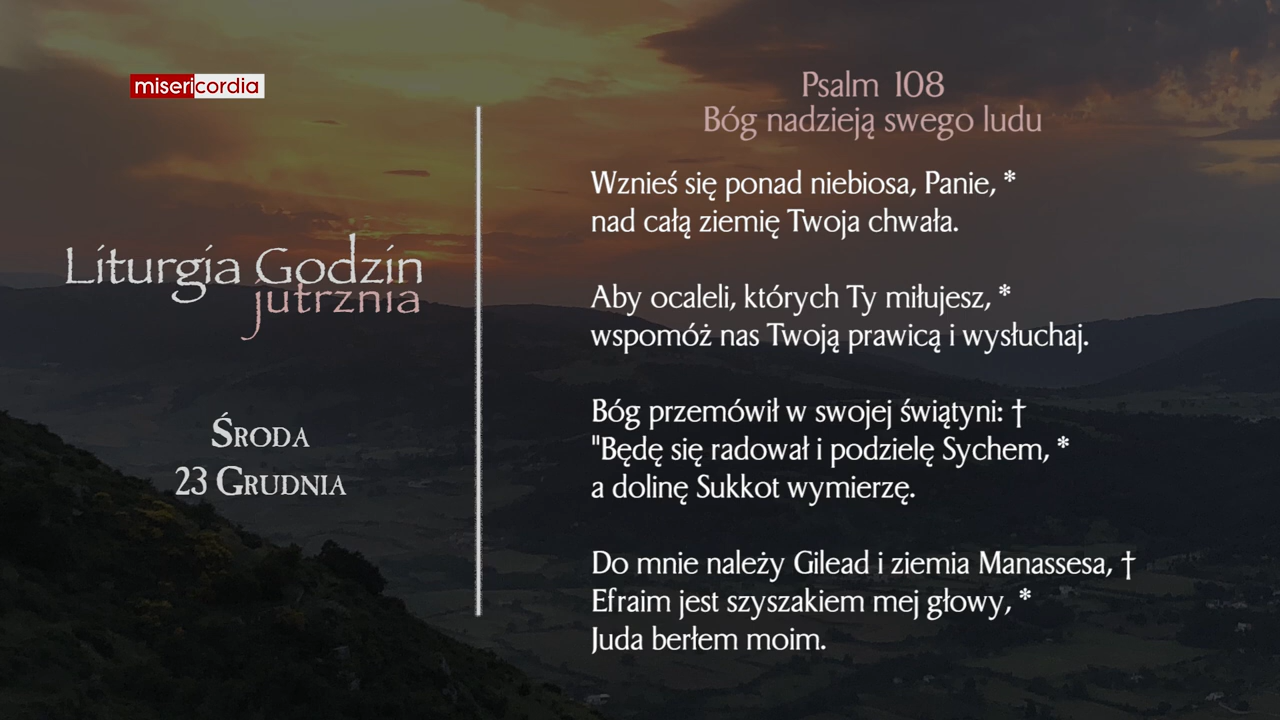 misericordia
Liturgia Godzin
jutrznia
Środa
23 Grudnia
Psalm 108
Bóg nadzieją swego ludu
Wznieś się ponad niebiosa, Panie, *
nad całą ziemię Twoja chwała.
Aby ocaleli, których Ty miłujesz, *
wspomóż nas Twoją prawicą i wysłuchaj.
Bóg przemówił w swojej świątyni: †
"Będę się radował i podzielę Sychem, *
a dolinę Sukkot wymierzę.
Do mnie należy Gilead i ziemia Manassesa, †
Efraim jest szyszakiem mej głowy, *
Juda berłem moim.